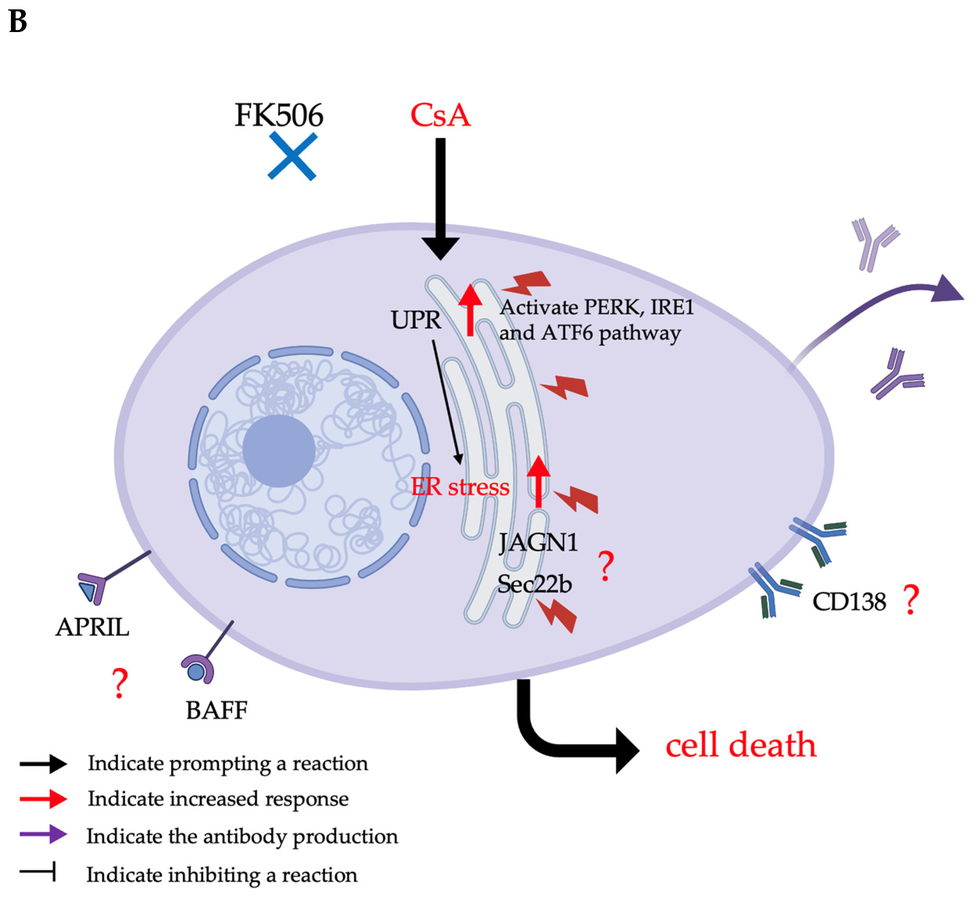 B
FK506
CsA
UPR
Activate PERK, IRE1
and ATF6 pathway
ER stress
JAGN1
Sec22b
?
CD138
?
APRIL
?
BAFF
cell death
Indicate prompting a reaction
Indicate increased response
Indicate the antibody production
Indicate inhibiting a reaction